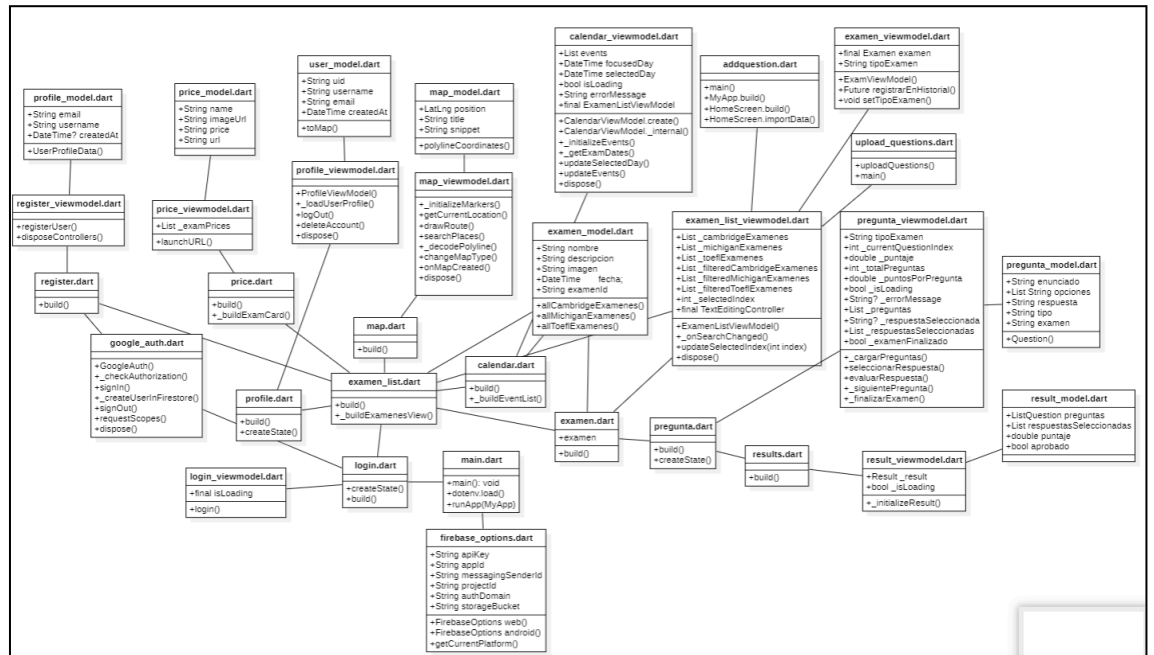 calendar_viewmodel.dart
+List events
+DateTime focusedDay
+DateTime selectedDay
+bool isLoading
+String errorMessage
+final ExamenListViewModel
+CalendarViewModel.create()
+CalendarViewModel._internal()
+_initializeEvents()
+_getExamDates()
+updateSelectedDay()
+updateEvents()
+dispose()
examen_viewmodel.dart
+final Examen examen
+String tipoExamen
+ExamViewModel()
+Future registrarEnHistorial()
+void setTipoExamen()
user_model.dart
+String uid
+String username
+String email
+DateTime createdAt
+toMap()
addquestion.dart
+main()
+MyApp.build()
+HomeScreen.build()
+HomeScreen.importData()
map_model.dart
+LatLng position
+String title
+String snippet
+polylineCoordinates()
price_model.dart
+String name
+String imageUrl
+String price
+String url
profile_model.dart
+String email
+String username
+DateTime? createdAt
+UserProfileData()
upload_questions.dart
+uploadQuestions()
+main()
profile_viewmodel.dart
+ProfileViewModel()
+_loadUserProfile()
+logOut()
+deleteAccount()
+dispose()
map_viewmodel.dart
+_initializeMarkers()
+getCurrentLocation()
+drawRoute()
+searchPlaces()
+_decodePolyline()
+changeMapType()
+onMapCreated()
+dispose()
register_viewmodel.dart
+registerUser()
+disposeControllers()
price_viewmodel.dart
+List _examPrices
+launchURL()
examen_model.dart
+String nombre
+String descripcion
+String imagen
+DateTime fecha;
+String examenId
+allCambridgeExamenes()
+allMichiganExamenes()
+allToeflExamenes()
examen_list_viewmodel.dart
+List _cambridgeExamenes
+List _michiganExamenes
+List _toeflExamenes
+List _filteredCambridgeExamenes
+List _filteredMichiganExamenes
+List _filteredToeflExamenes
+int _selectedIndex
+final TextEditingController
+ExamenListViewModel()
+_onSearchChanged()
+updateSelectedIndex(int index)
+dispose()
pregunta_viewmodel.dart
+String tipoExamen
+int _currentQuestionIndex
+double _puntaje
+int _totalPreguntas
+double _puntosPorPregunta
+bool _isLoading
+String? _errorMessage
+List _preguntas
+String? _respuestaSeleccionada
+List _respuestasSeleccionadas
+bool _examenFinalizado
+_cargarPreguntas()
+seleccionarRespuesta()
+evaluarRespuesta()
+_siguientePregunta()
+_finalizarExamen()
pregunta_model.dart
+String enunciado
+List String opciones
+String respuesta
+String tipo
+String examen
+Question()
register.dart
+build()
price.dart
+build()
+_buildExamCard()
map.dart
+build()
google_auth.dart
+GoogleAuth()
+_checkAuthorization()
+signIn()
+_createUserInFirestore()
+signOut()
+requestScopes()
+dispose()
calendar.dart
+build()
+_buildEventList()
examen_list.dart
+build()
+_buildExamenesView()
profile.dart
+build()
+createState()
result_model.dart
+ListQuestion preguntas
+List respuestasSeleccionadas
+double puntaje
+bool aprobado
examen.dart
+examen
+build()
pregunta.dart
+build()
+createState()
results.dart
+build()
result_viewmodel.dart
+Result _result
+bool _isLoading
+_initializeResult()
login_viewmodel.dart
+final isLoading
+login()
login.dart
+createState()
+build()
main.dart
+main(): void
+dotenv.load()
+runApp(MyApp)
firebase_options.dart
+String apiKey
+String appId
+String messagingSenderId
+String projectId
+String authDomain
+String storageBucket
+FirebaseOptions web()
+FirebaseOptions android()
+getCurrentPlatform()